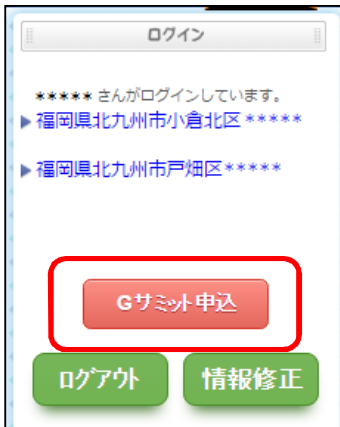 ログイン
***** さんがログインしています。
福岡県北九州市小倉北区*****
福岡県北九州市戸畑区*****
Gサミット申込
ログアウト 情報修正